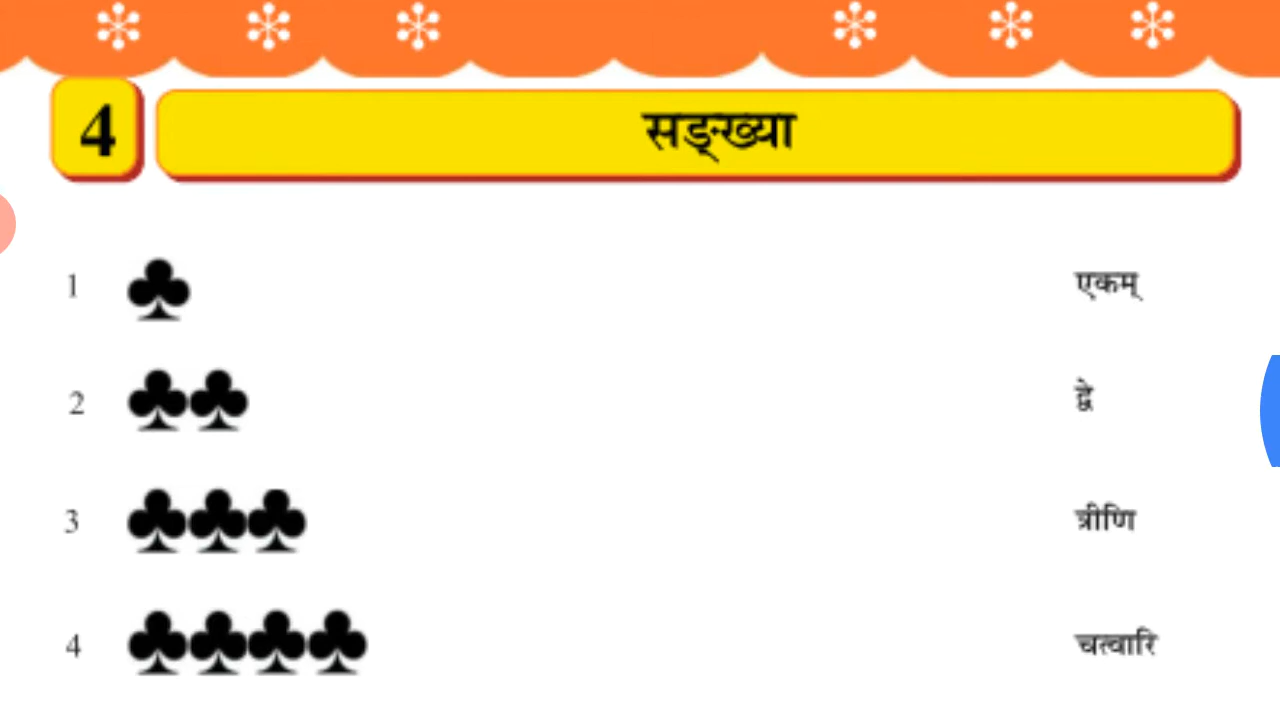 4 सङ्ख्या
1 एकम्
2 द्वे
3 त्रीणि
4 चत्वारि